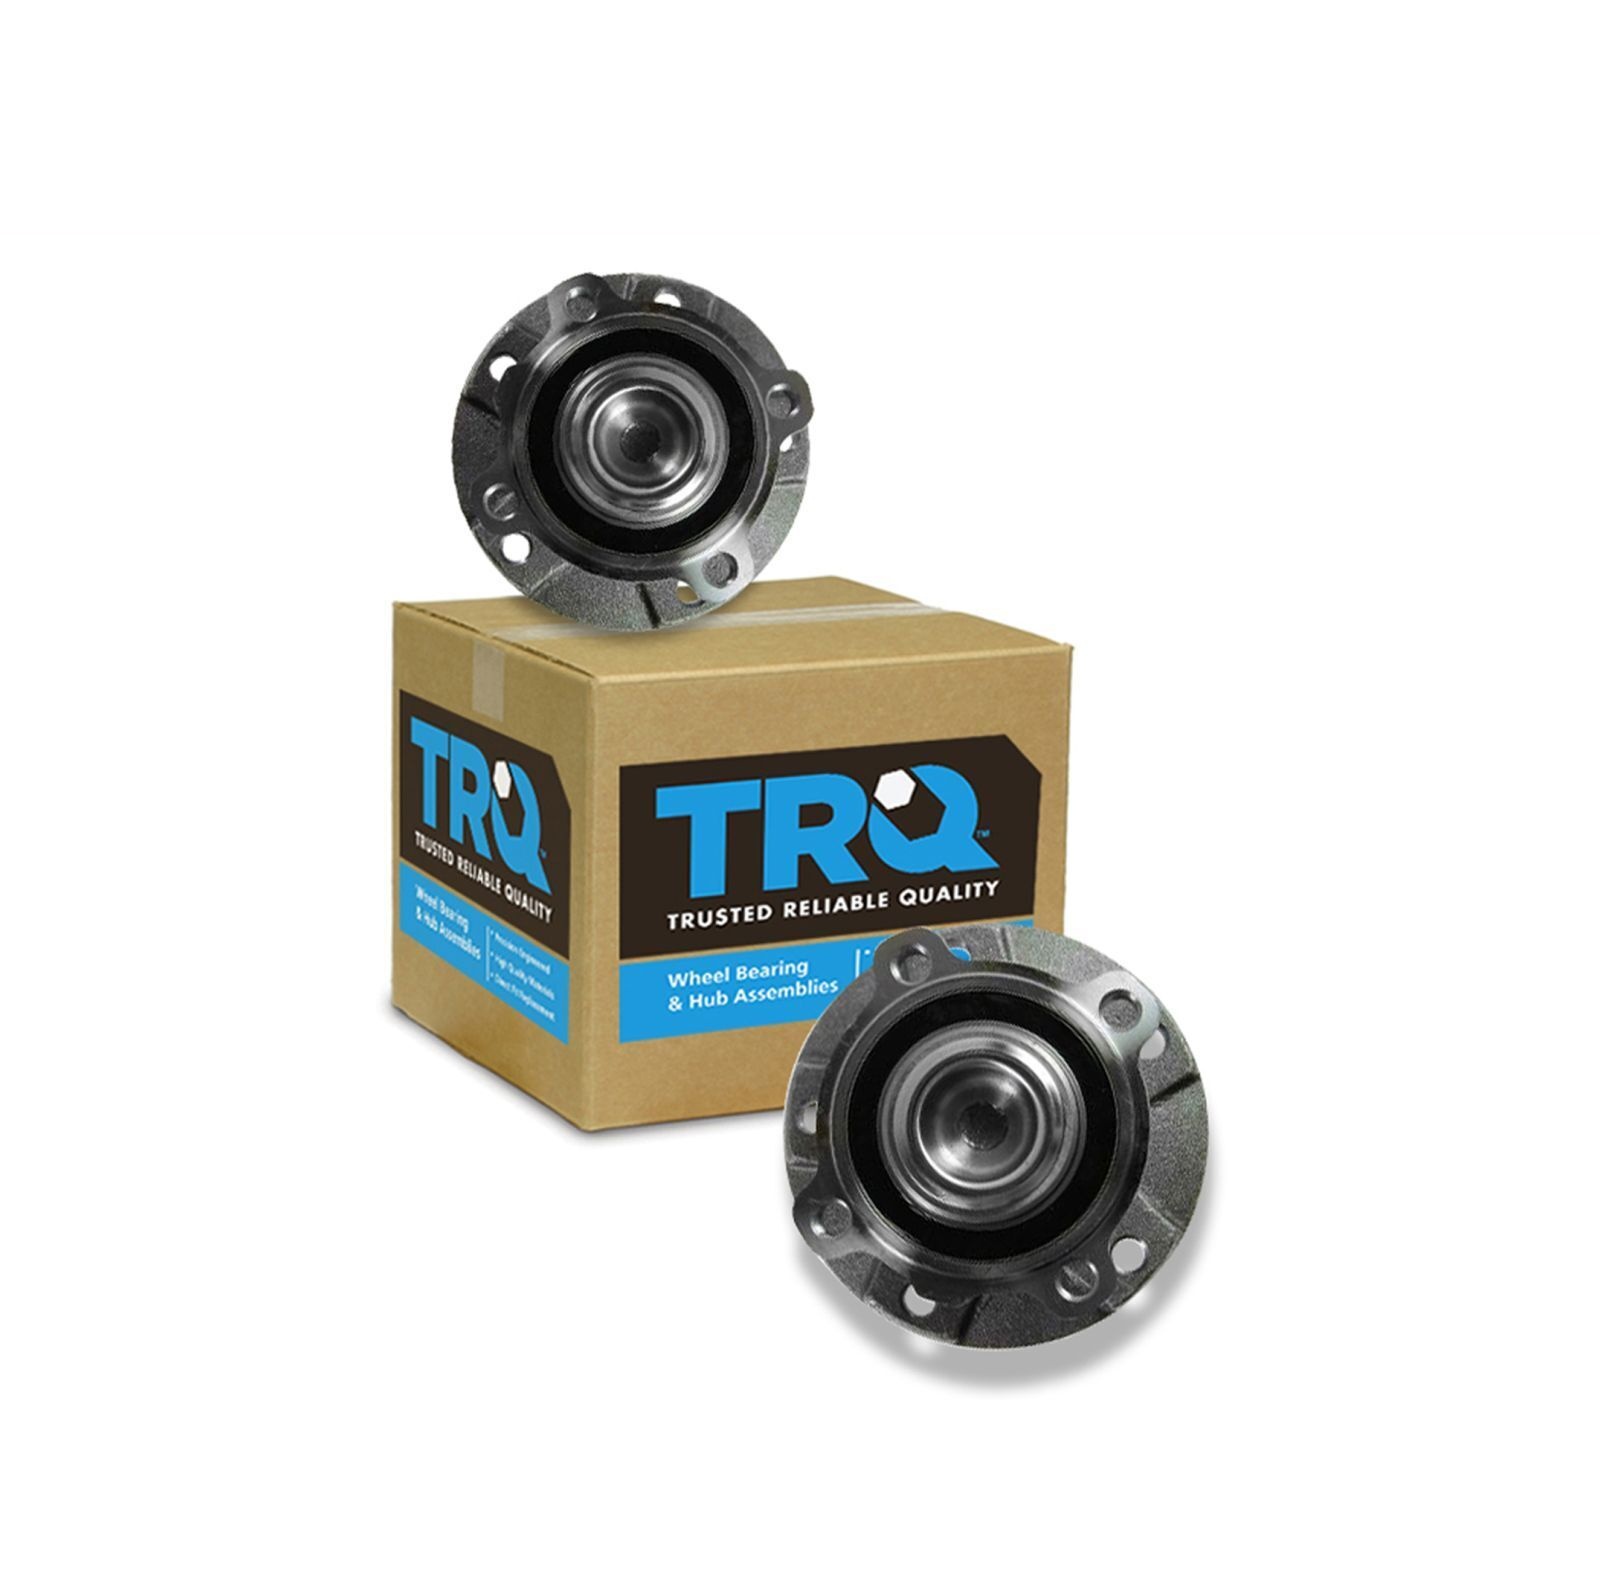 TRQ™
TRUSTED RELIABLE QUALITY
Wheel Bearing
& Hub Assemblies
• Precision Engineered
• High Quality Materials
• Direct Fit Replacement
TRQ™
TRUSTED RELIABLE QUALITY
Wheel Bearing
& Hub Assemblies